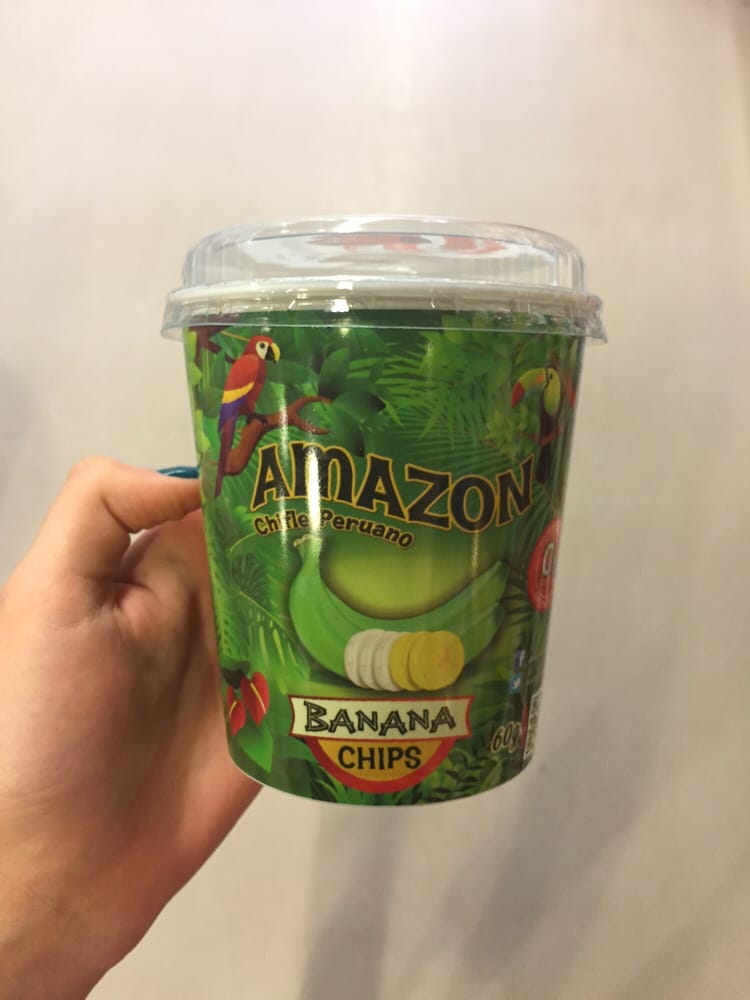 AMAZON
Chifle Peruano
BANANA
CHIPS
60g